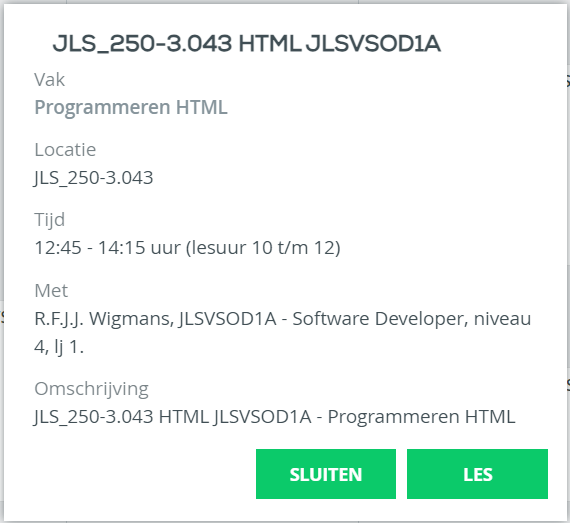 JLS_250-3.043 HTML JLSVSOD1A
Vak
Programmeren HTML
Locatie
JLS_250-3.043
Tijd
12:45 - 14:15 uur (lesuur 10 t/m 12)
Met
R.F.J.J. Wigmans, JLSVSOD1A - Software Developer, niveau
4, lj 1.
Omschrijving
JLS_250-3.043 HTML JLSVSOD1A - Programmeren HTML
SLUITEN
LES